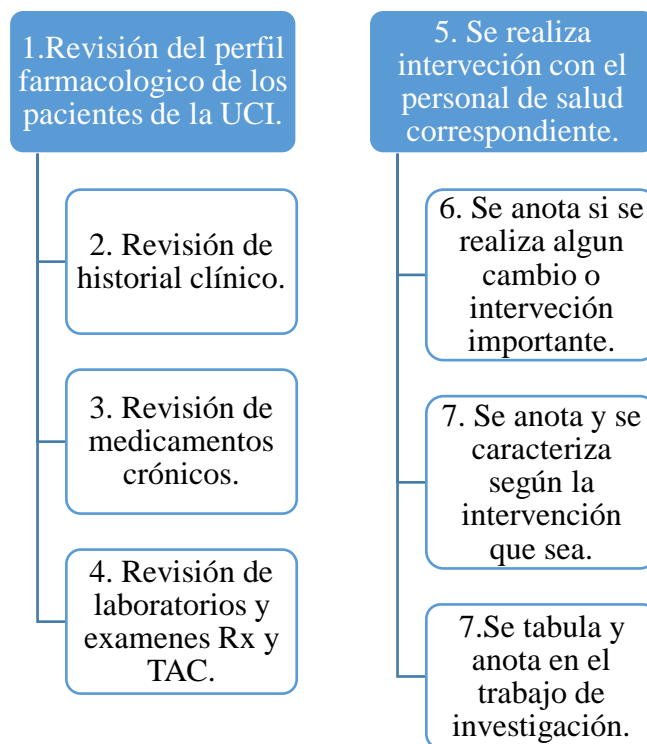 1.Revisión del perfil
farmacologico de los
pacientes de la UCI.
2. Revisión de
historial clínico.
3. Revisión de
medicamentos
crónicos.
4. Revisión de
laboratorios y
examenes Rx y
TAC.
5. Se realiza
interveción con el
personal de salud
correspondiente.
6. Se anota si se
realiza algun
cambio o
interveción
importante.
7. Se anota y se
caracteriza
según la
intervención
que sea.
7.Se tabula y
anota en el
trabajo de
investigación.